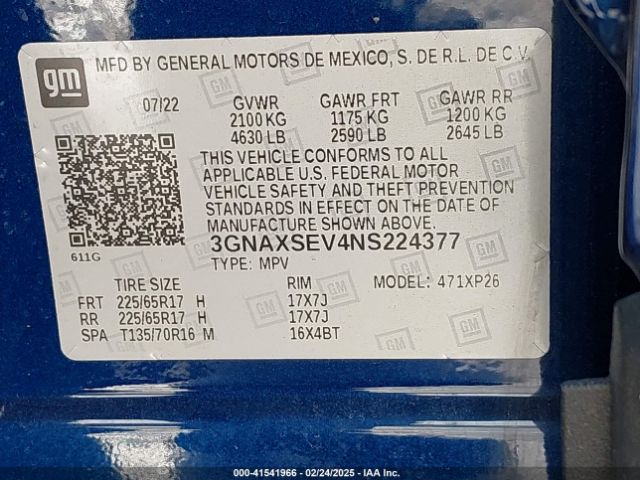 gm MFD BY GENERAL MOTORS DE MEXICO, S. DE R.L. DE C.V.
07/22 GVWR GAWR FRT GAWR RR
2100 KG 1175 KG 1200 KG
4630 LB 2590 LB 2645 LB
THIS VEHICLE CONFORMS TO ALL
APPLICABLE U.S. FEDERAL MOTOR
VEHICLE SAFETY AND THEFT PREVENTION
STANDARDS IN EFFECT ON THE DATE OF
MANUFACTURE SHOWN ABOVE.
611G 3GNAXSEV4NS224377
TYPE: MPV MODEL: 471XP26
TIRE SIZE RIM
FRT 225/65R17 H 17X7J
RR 225/65R17 H 17X7J
SPA T135/70R16 M 16X4BT
000-41541966 - 02/24/2025 - IAA Inc.